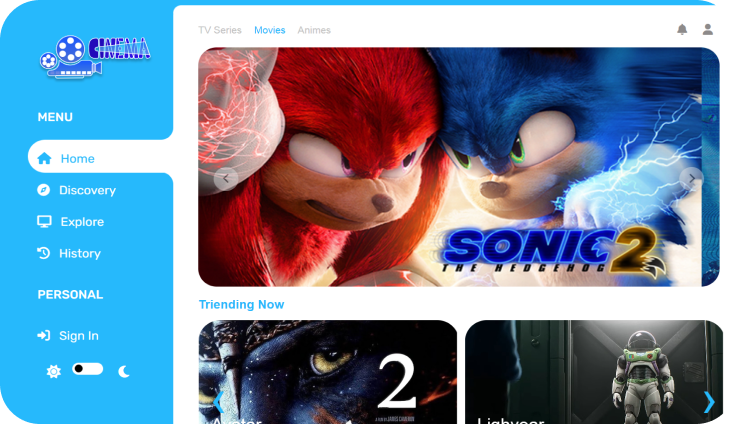 CINEMA
TV Series Movies Animes
MENU
Home
Discovery
Explore
History
PERSONAL
Sign In
SONIC 2
THE HEDGEHOG
Triending Now
2
A FILM BY JAMES CAMERON
Avatar
Lighyear